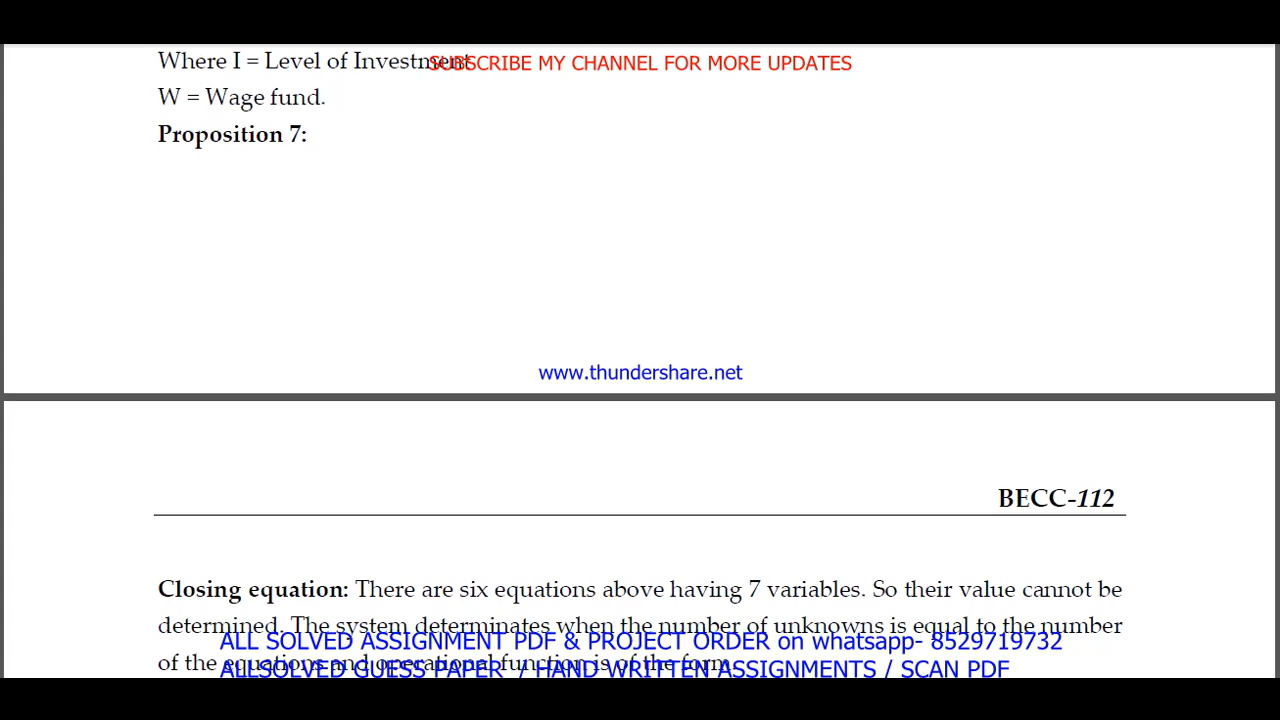 Where I = Level of Investment
SUBSCRIBE MY CHANNEL FOR MORE UPDATES
W = Wage fund.
Proposition 7:
www.thundershare.net
BECC-112
Closing equation: There are six equations above having 7 variables. So their value cannot be
determined. The system determinates when the number of unknowns is equal to the number
ALL SOLVED ASSIGNMENT PDF & PROJECT ORDER on whatsapp- 8529719732
of the equations and operational function is of the form.
ALLSOLVED GUESS PAPER / HAND WRITTEN ASSIGNMENTS / SCAN PDF